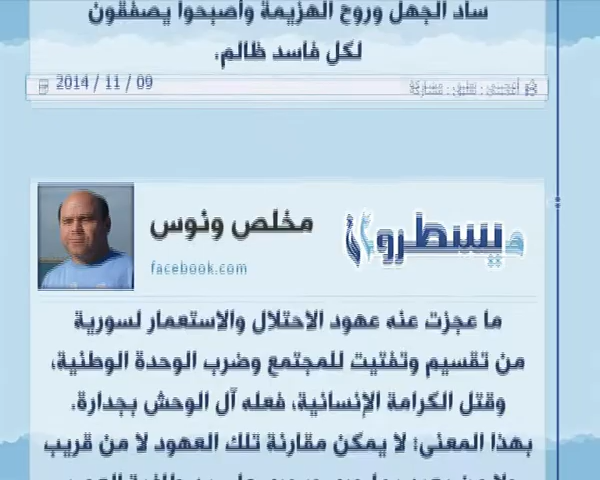 ساد الجهل وروح الهزيمة وأصبحوا يصفقون
لكل فاسد ظالم.
2014 / 11 / 09
يسطرون
مخلص ونوس
facebook.com
ما عجزت عنه عهود الاحتلال والاستعمار لسورية
من تقسيم وتفتيت للمجتمع وضرب الوحدة الوطنية،
وقتل الكرامة الإنسانية، فعله آل الوحش بجدارة.
بهذا المعنى: لا يمكن مقارنة تلك العهود لا من قريب